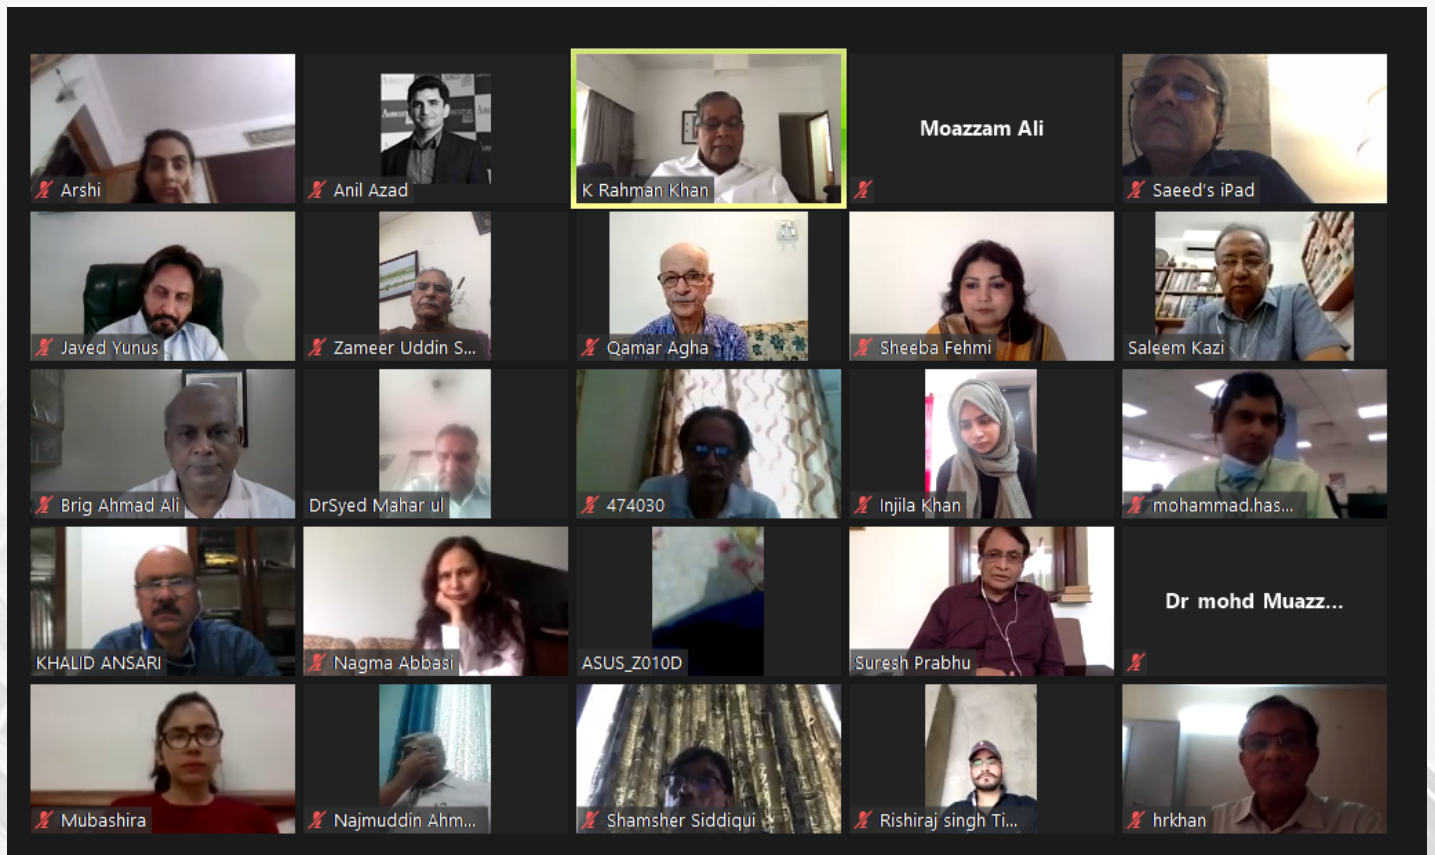 Arshi
Anil Azad
K Rahman Khan
Moazzam Ali
Saeed's iPad
Javed Yunus
Zameer Uddin S...
Qamar Agha
Sheeba Fehmi
Saleem Kazi
Brig Ahmad Ali
DrSyed Mahar ul
474030
Injila Khan
mohammad.has...
KHALID ANSARI
Nagma Abbasi
ASUS_Z010D
Suresh Prabhu
Dr mohd Muazz...
Mubashira
Najmuddin Ahm...
Shamsher Siddiqui
Rishiraj singh Ti...
hrkhan